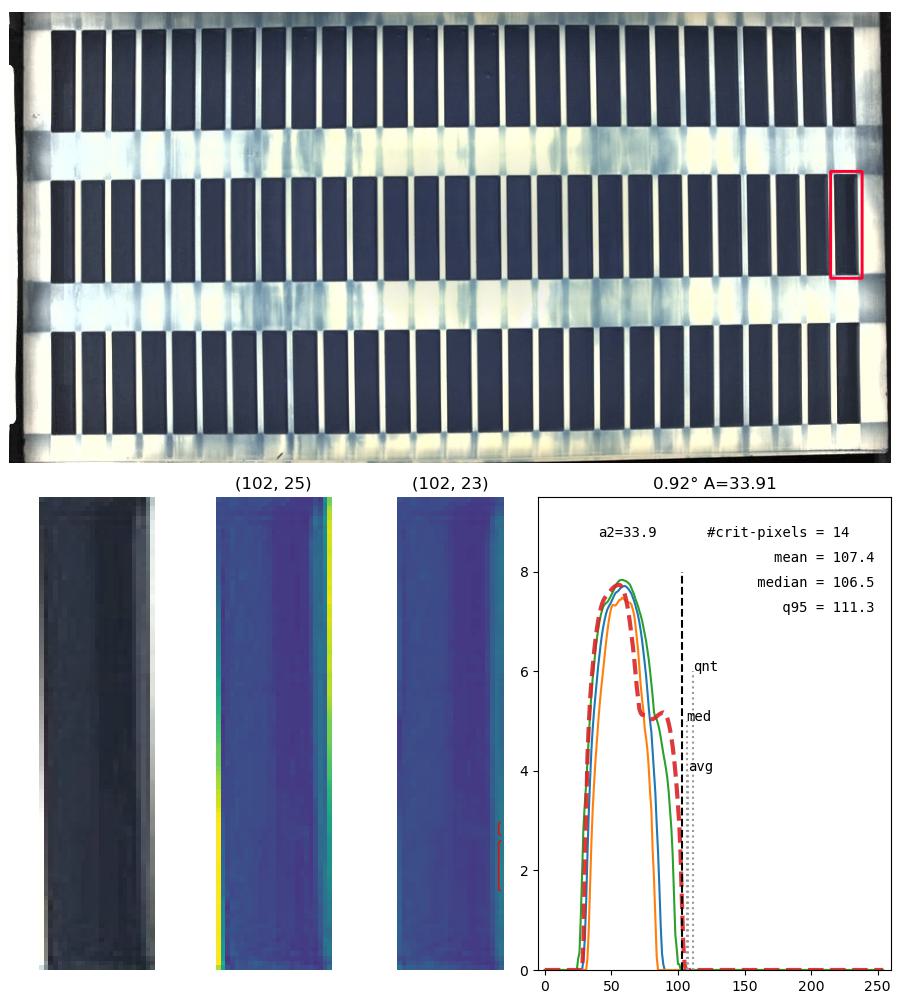 (102, 25)
(102, 23)
0.92° A=33.91
a2=33.9
#crit-pixels = 14
mean = 107.4
median = 106.5
q95 = 111.3
qnt
med
avg
8
6
4
2
0
0 50 100 150 200 250